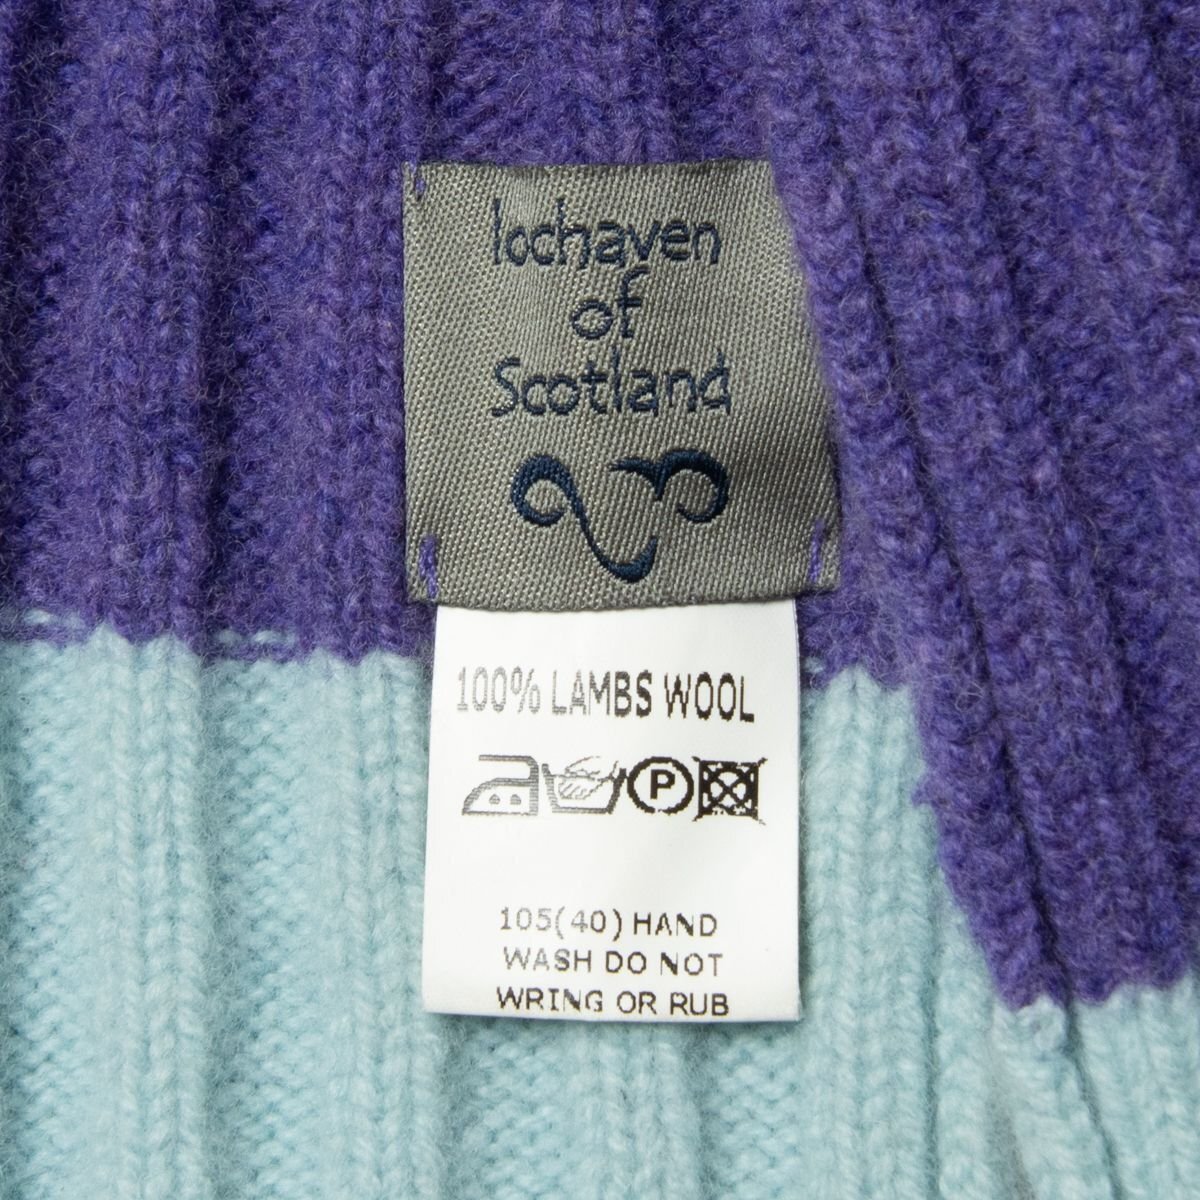 lochaven
of
Scotland
100% LAMBS WOOL
P
105(40) HAND
WASH DO NOT
WRING OR RUB